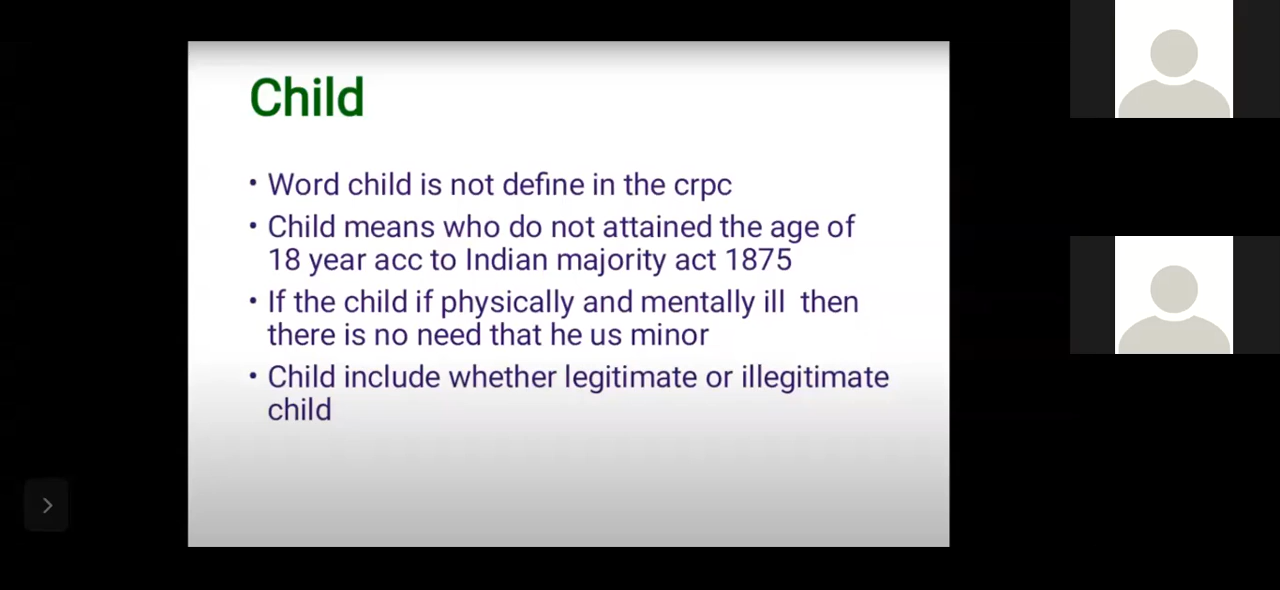 Child
• Word child is not define in the crpc
• Child means who do not attained the age of
18 year acc to Indian majority act 1875
• If the child if physically and mentally ill then
there is no need that he us minor
• Child include whether legitimate or illegitimate
child